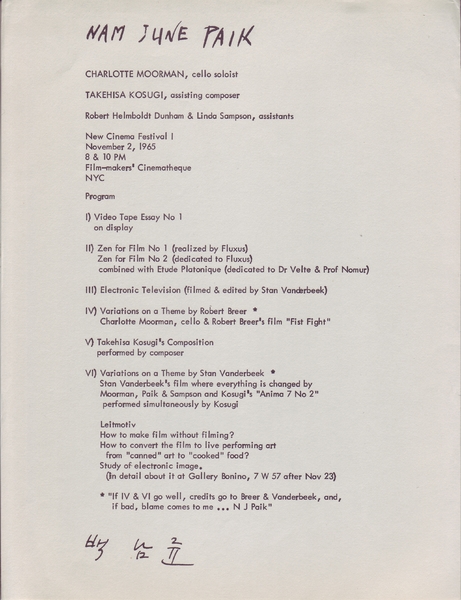 NAM JUNE PAIK
CHARLOTTE MOORMAN, cello soloist
TAKEHISA KOSUGI, assisting composer
Robert Helmboldt Dunham & Linda Sampson, assistants
New Cinema Festival I
November 2, 1965
8 & 10 PM
Film-makers' Cinematheque
NYC
Program
I) Video Tape Essay No 1
on display
II) Zen for Film No 1 (realized by Fluxus)
Zen for Film No 2 (dedicated to Fluxus)
combined with Etude Platonique (dedicated to Dr Velte & Prof Nomur)
III) Electronic Television (filmed & edited by Stan Vanderbeek)
IV) Variations on a Theme by Robert Breer *
Charlotte Moorman, cello & Robert Breer's film "Fist Fight"
V) Takehisa Kosugi's Composition
performed by composer
VI) Variations on a Theme by Stan Vanderbeek *
Stan Vanderbeek's film where everything is changed by
Moorman, Paik & Sampson and Kosugi's "Anima 7 No 2"
performed simultaneously by Kosugi
Leitmotiv
How to make film without filming?
How to convert the film to live performing art
from "canned" art to "cooked" food?
Study of electronic image.
(In detail about it at Gallery Bonino, 7 W 57 after Nov 23)
* "If IV & VI go well, credits go to Breer & Vanderbeek, and,
if bad, blame comes to me ... N J Paik"
백 남 준